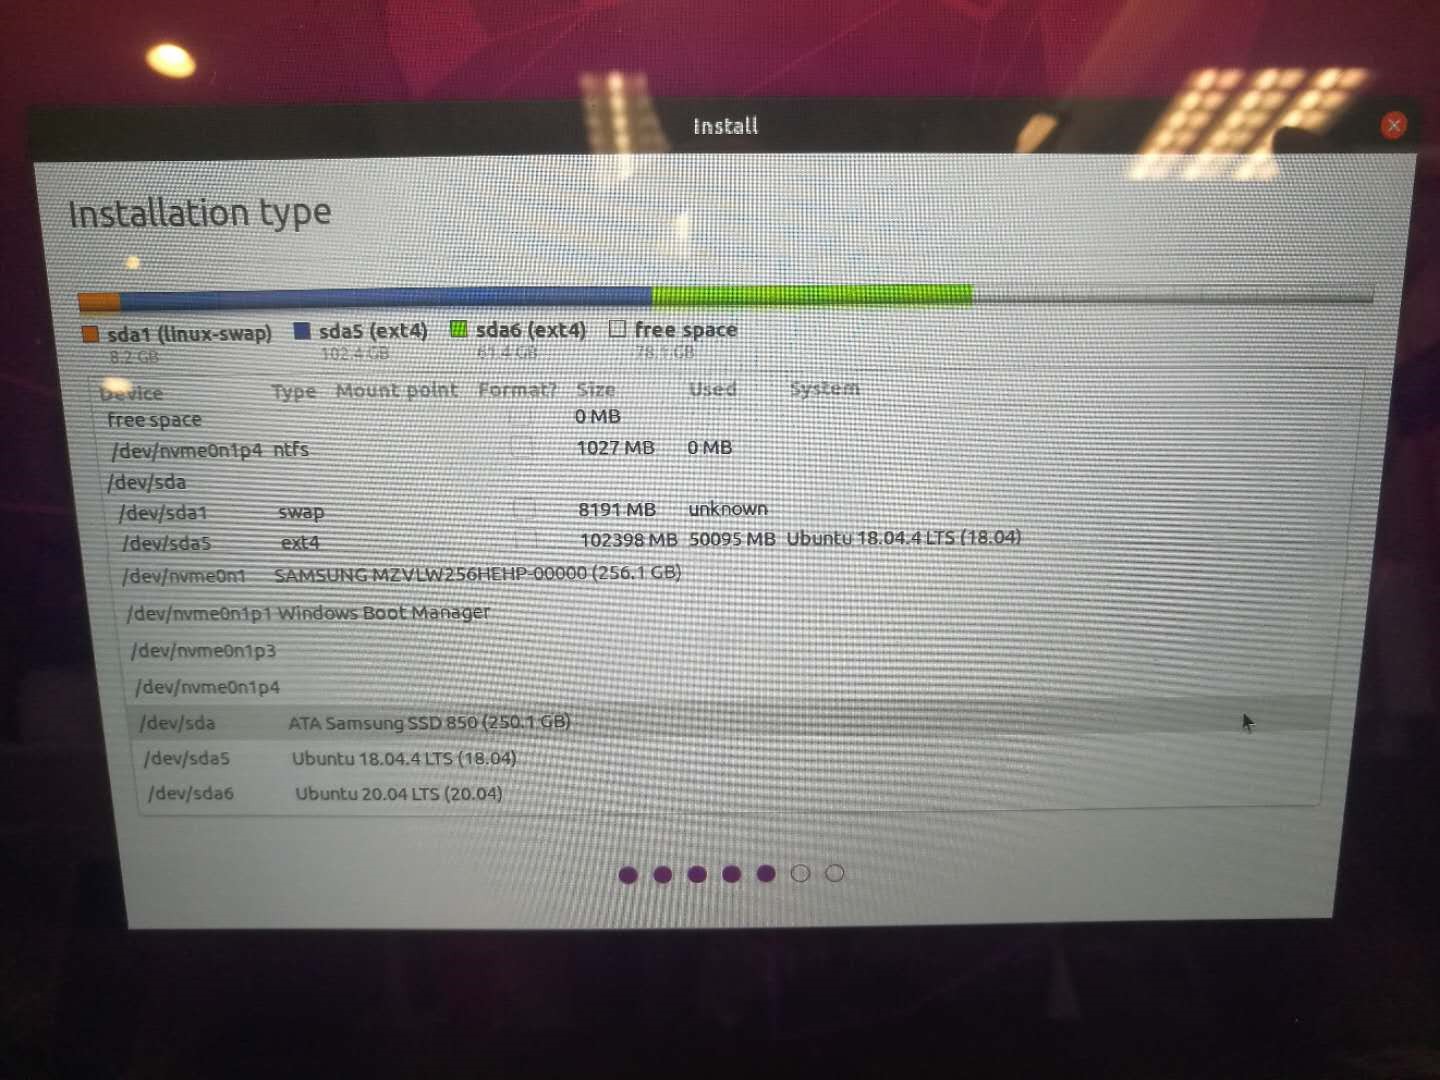 Install
Installation type
sda1 (linux-swap) sda5 (ext4) sda6 (ext4) free space
8.2 GB 102.4 GB 61.4 GB 78.1 GB
Device Type Mount point Format? Size Used System
free space 0 MB
/dev/nvme0n1p4 ntfs 1027 MB 0 MB
/dev/sda
/dev/sda1 swap 8191 MB unknown
/dev/sda5 ext4 102398 MB 50095 MB Ubuntu 18.04.4 LTS (18.04)
/dev/nvme0n1 SAMSUNG MZVLW256HEHP-00000 (256.1 GB)
/dev/nvme0n1p1 Windows Boot Manager
/dev/nvme0n1p3
/dev/nvme0n1p4
/dev/sda ATA Samsung SSD 850 (250.1 GB)
/dev/sda5 Ubuntu 18.04.4 LTS (18.04)
/dev/sda6 Ubuntu 20.04 LTS (20.04)